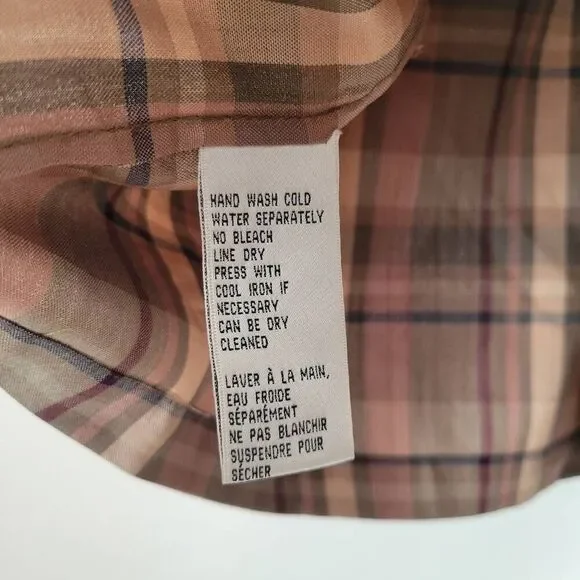 HAND WASH COLD
WATER SEPARATELY
NO BLEACH
LINE DRY
PRESS WITH
COOL IRON IF
NECESSARY
CAN BE DRY
CLEANED
LAVER À LA MAIN,
EAU FROIDE
SÉPARÉMENT
NE PAS BLANCHIR
SUSPENDRE POUR
SÉCHER